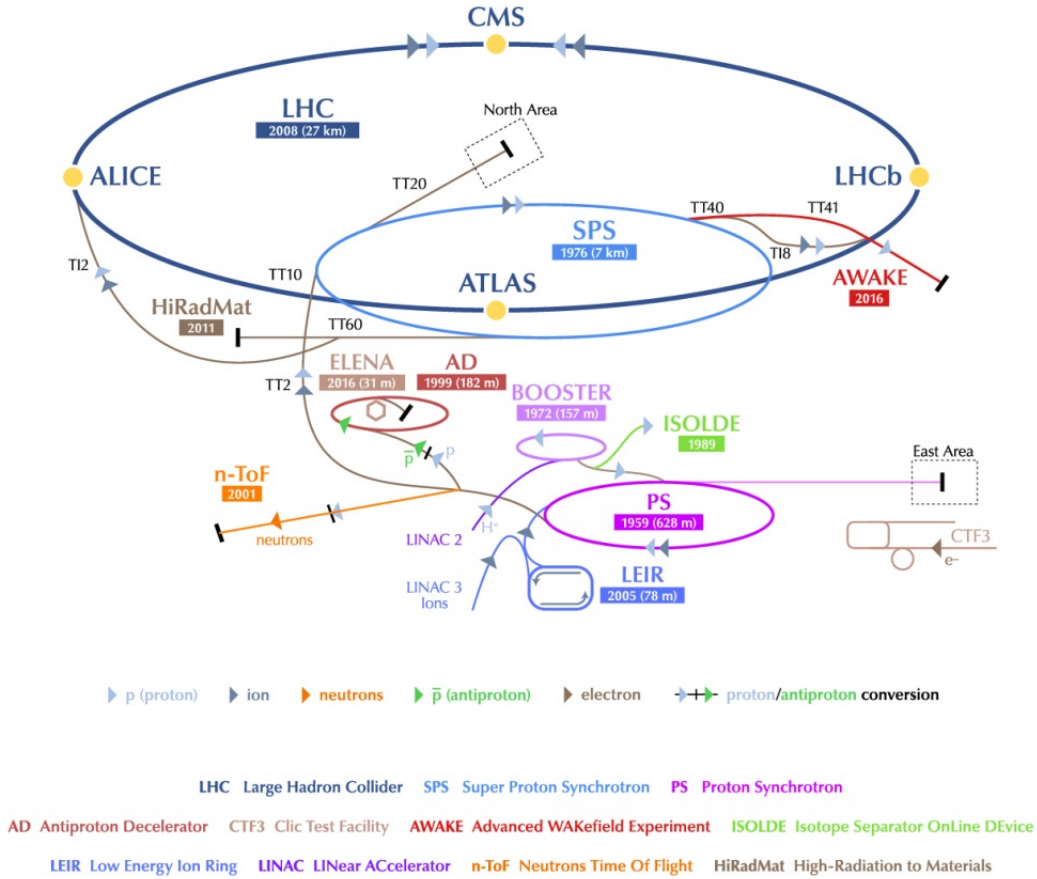 CMS
LHC
2008 (27 km)
North Area
ALICE
TT20
LHCb
TT40
TT41
SPS
1976 (7 km)
TI8
TI2
TT10
ATLAS
AWAKE
2016
HiRadMat
2011
TT60
ELENA
2016 (31 m)
AD
1999 (182 m)
TT2
BOOSTER
1972 (157 m)
ISOLDE
1989
p
p̅
East Area
n-ToF
2001
PS
1959 (628 m)
neutrons
H⁺
LINAC 2
CTF3
e–
LEIR
2005 (78 m)
LINAC 3
Ions
p (proton)
ion
neutrons
p̅ (antiproton)
electron
proton/antiproton conversion
LHC Large Hadron Collider SPS Super Proton Synchrotron PS Proton Synchrotron
AD Antiproton Decelerator CTF3 Clic Test Facility AWAKE Advanced WAKefield Experiment ISOLDE Isotope Separator OnLine DEvice
LEIR Low Energy Ion Ring LINAC LINear ACcelerator n-ToF Neutrons Time Of Flight HiRadMat High-Radiation to Materials